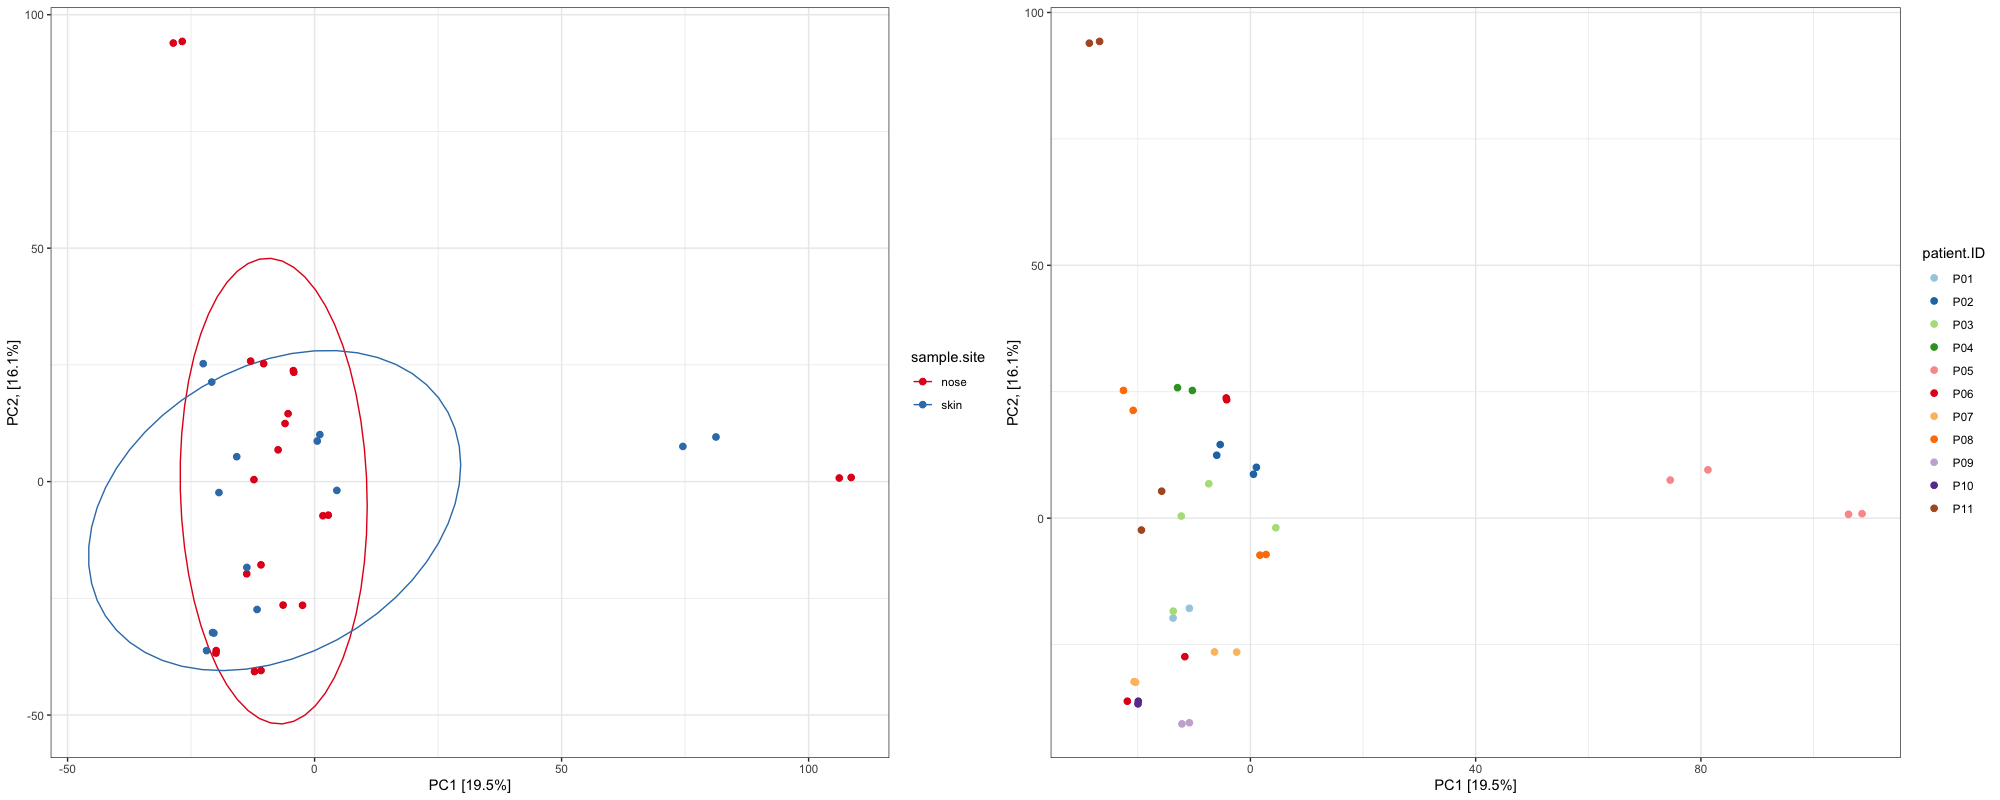 100
50
0
-50
PC2, [16.1%]
-50
0
50
100
PC1 [19.5%]
sample.site
nose
skin
100
50
0
PC2, [16.1%]
0
40
80
PC1 [19.5%]
patient.ID
P01
P02
P03
P04
P05
P06
P07
P08
P09
P10
P11